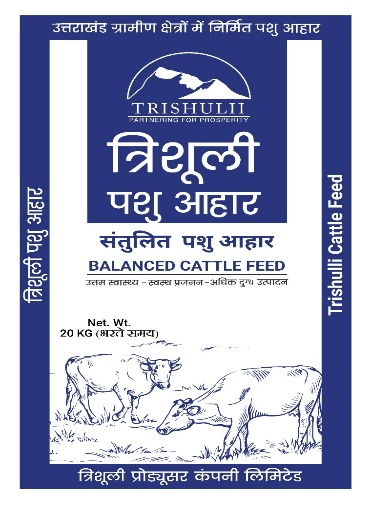 उत्तराखंड ग्रामीण क्षेत्रों में निर्मित पशु आहार
TRISHULII
PARTNERING FOR PROSPERITY
त्रिशूली
पशु आहार
संतुलित पशु आहार
BALANCED CATTLE FEED
उत्तम स्वास्थ्य - स्वस्थ प्रजनन - अधिक दुग्ध उत्पादन
त्रिशूली पशु आहार
Trishulli Cattle Feed
Net. Wt.
20 KG (भरते समय)
त्रिशूली प्रोड्यूसर कंपनी लिमिटेड